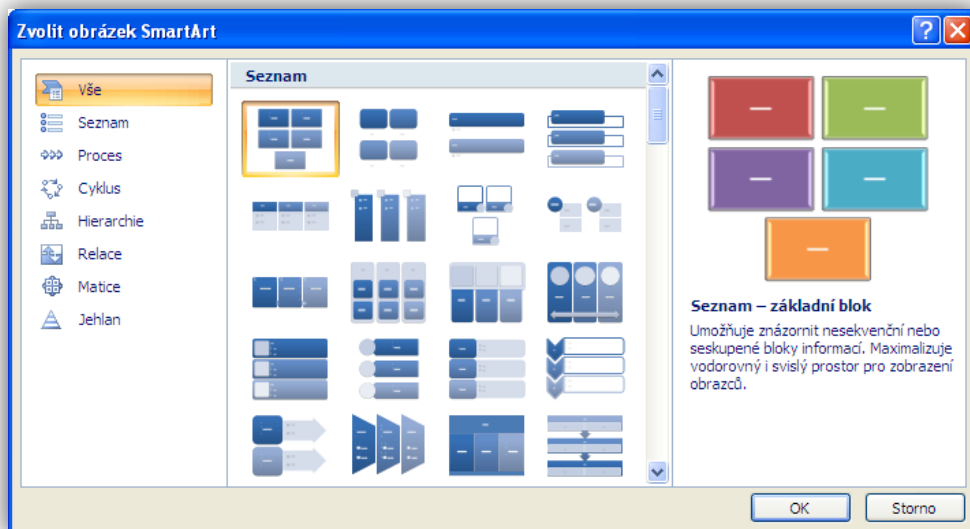 Zvolit obrázek SmartArt
Vše
Seznam
Proces
Cyklus
Hierarchie
Relace
Matice
Jehlan
Seznam
Seznam – základní blok
Umožňuje znázornit nesekvenční nebo
seskupené bloky informací. Maximalizuje
vodorovný i svislý prostor pro zobrazení
obrazců.
OK
Storno